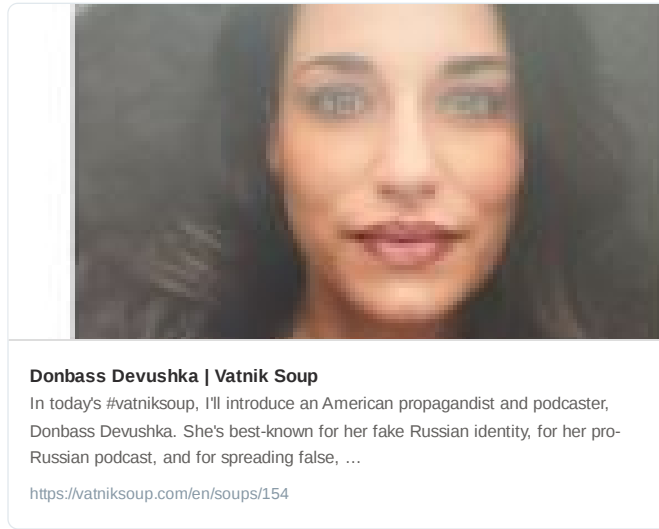 Donbass Devushka | Vatnik Soup
In today's #vatniksoup, I'll introduce an American propagandist and podcaster,
Donbass Devushka. She's best-known for her fake Russian identity, for her pro-
Russian podcast, and for spreading false, …
https://vatniksoup.com/en/soups/154